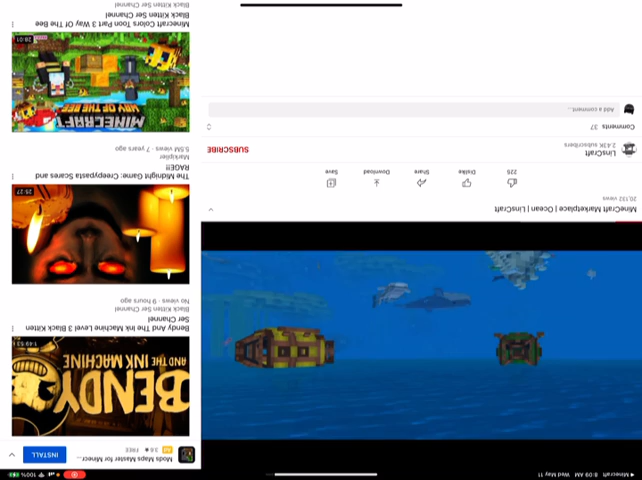 Minecraft 8:09 AM Wed May 11
100%
MineCraft Marketplace | Ocean | LinsCraft
20,132 views
225
Dislike
Share
Download
Save
LinsCraft
2.43K subscribers
SUBSCRIBE
Comments 37
Add a comment...
Mods Maps Master for Minecr...
Ad 3.6 ★ FREE
INSTALL
BENDY
AND THE INK MACHINE
1:49:53
Bendy And The Ink Machine Level 3 Black Kitten
Ser Channel
Black Kitten Ser Channel
No views · 9 hours ago
25:27
The Midnight Game: Creepypasta Scares and
RAGE!!
Markiplier
5.5M views · 7 years ago
MINECRAFT
WAY OF THE BEE
28:01
Minecraft Colors Toon Part 3 Way Of The Bee
Black Kitten Ser Channel
Black Kitten Ser Channel